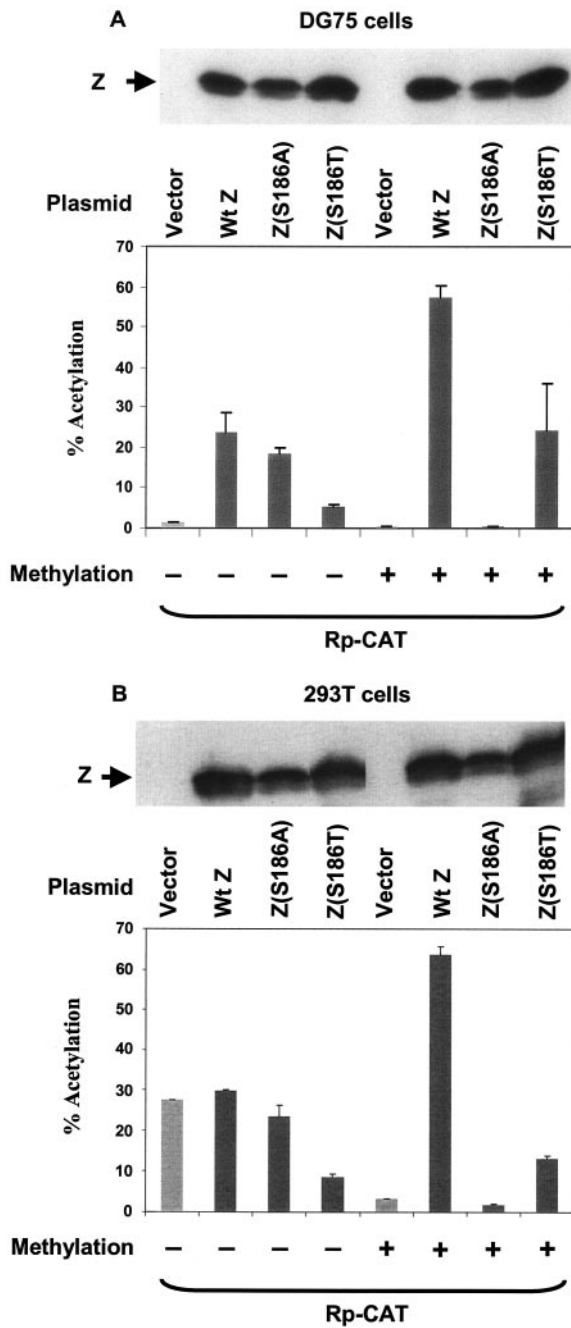 A
DG75 cells
Z
Plasmid
Vector
Wt Z
Z(S186A)
Z(S186T)
Vector
Wt Z
Z(S186A)
Z(S186T)
% Acetylation
70
60
50
40
30
20
10
0
Methylation – – – – + + + +
Rp-CAT
B
293T cells
Z
Plasmid
Vector
Wt Z
Z(S186A)
Z(S186T)
Vector
Wt Z
Z(S186A)
Z(S186T)
% Acetylation
70
60
50
40
30
20
10
0
Methylation – – – – + + + +
Rp-CAT